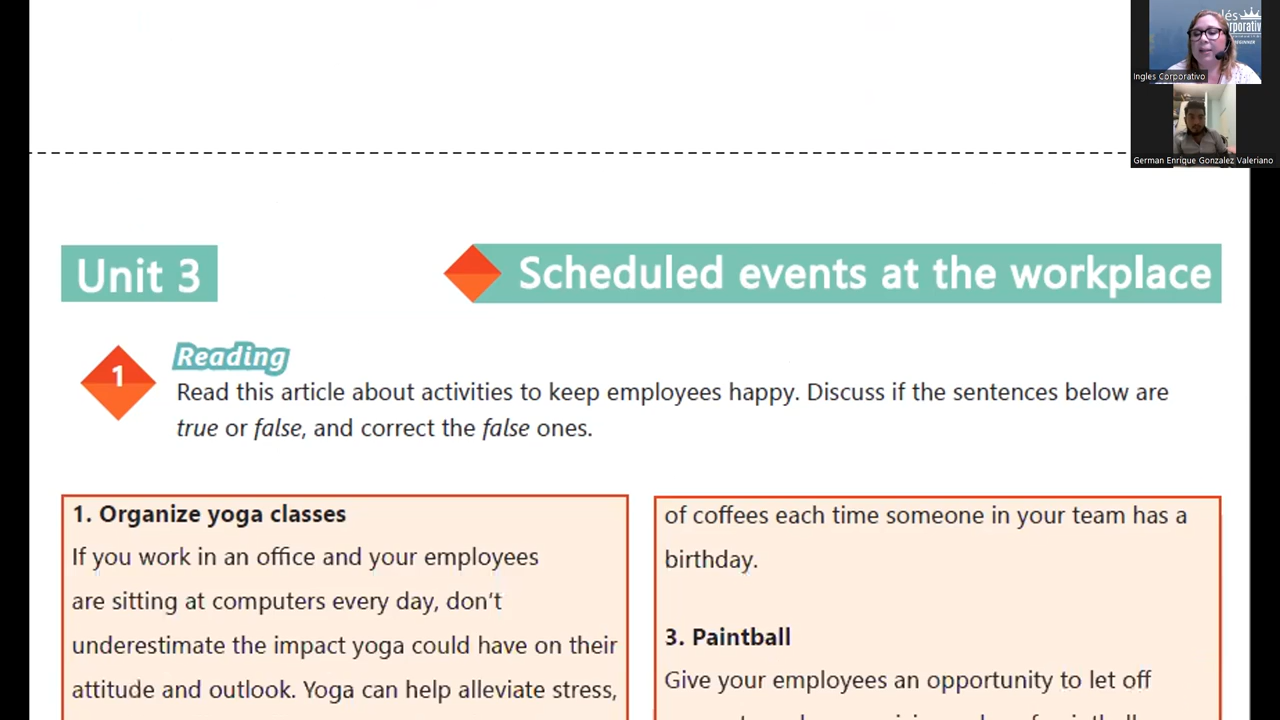 Unit 3
Scheduled events at the workplace
1
Reading
Read this article about activities to keep employees happy. Discuss if the sentences below are
true or false, and correct the false ones.
1. Organize yoga classes
If you work in an office and your employees
are sitting at computers every day, don't
underestimate the impact yoga could have on their
attitude and outlook. Yoga can help alleviate stress,
of coffees each time someone in your team has a
birthday.
3. Paintball
Give your employees an opportunity to let off
Ingles Corporativo
German Enrique Gonzalez Valeriano